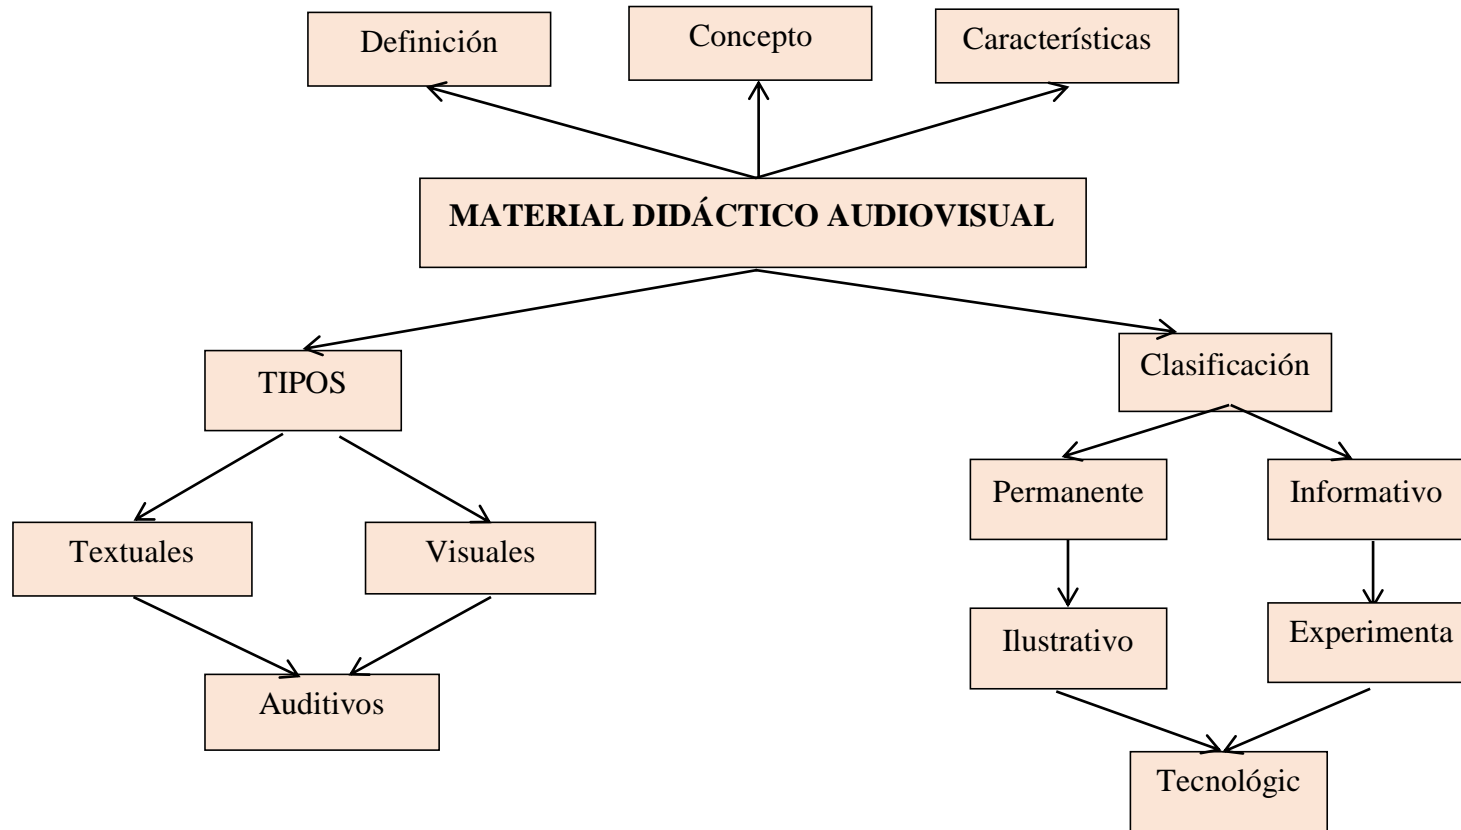 Definición
Concepto
Características
MATERIAL DIDÁCTICO AUDIOVISUAL
TIPOS
Clasificación
Permanente
Informativo
Textuales
Visuales
Ilustrativo
Experimenta
Auditivos
Tecnológic